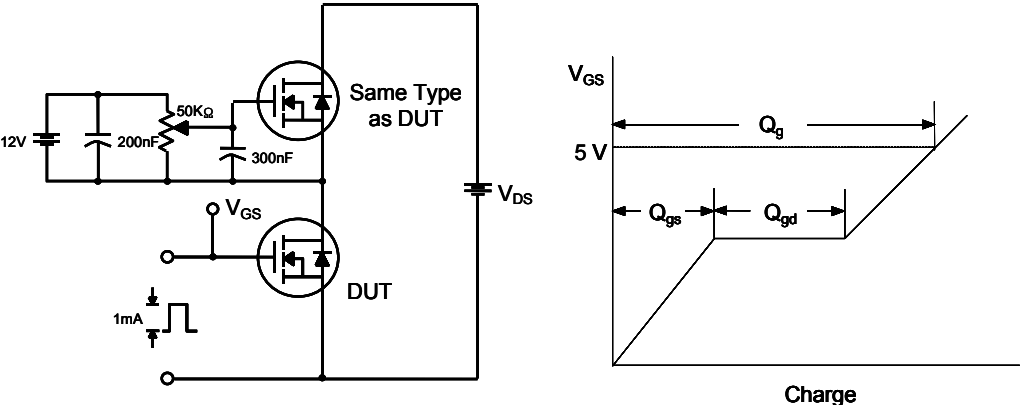 Same Type
as DUT
50KΩ
12V
200nF
300nF
VGS
VDS
DUT
1mA
VGS
Qg
5 V
Qgs
Qgd
Charge